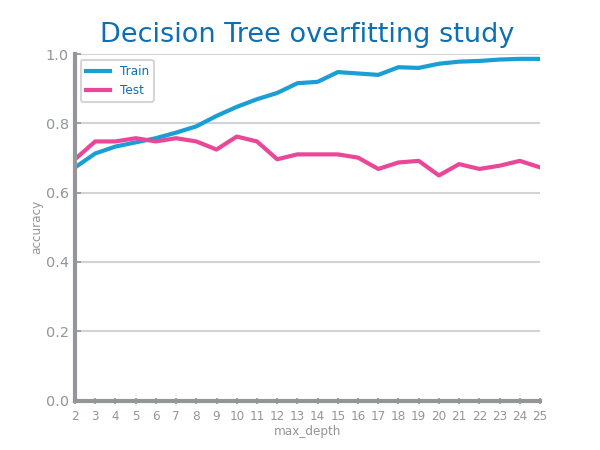 Decision Tree overfitting study
1.0
Train
Test
0.8
0.6
accuracy
0.4
0.2
0.0
2 3 4 5 6 7 8 9 10 11 12 13 14 15 16 17 18 19 20 21 22 23 24 25
max_depth